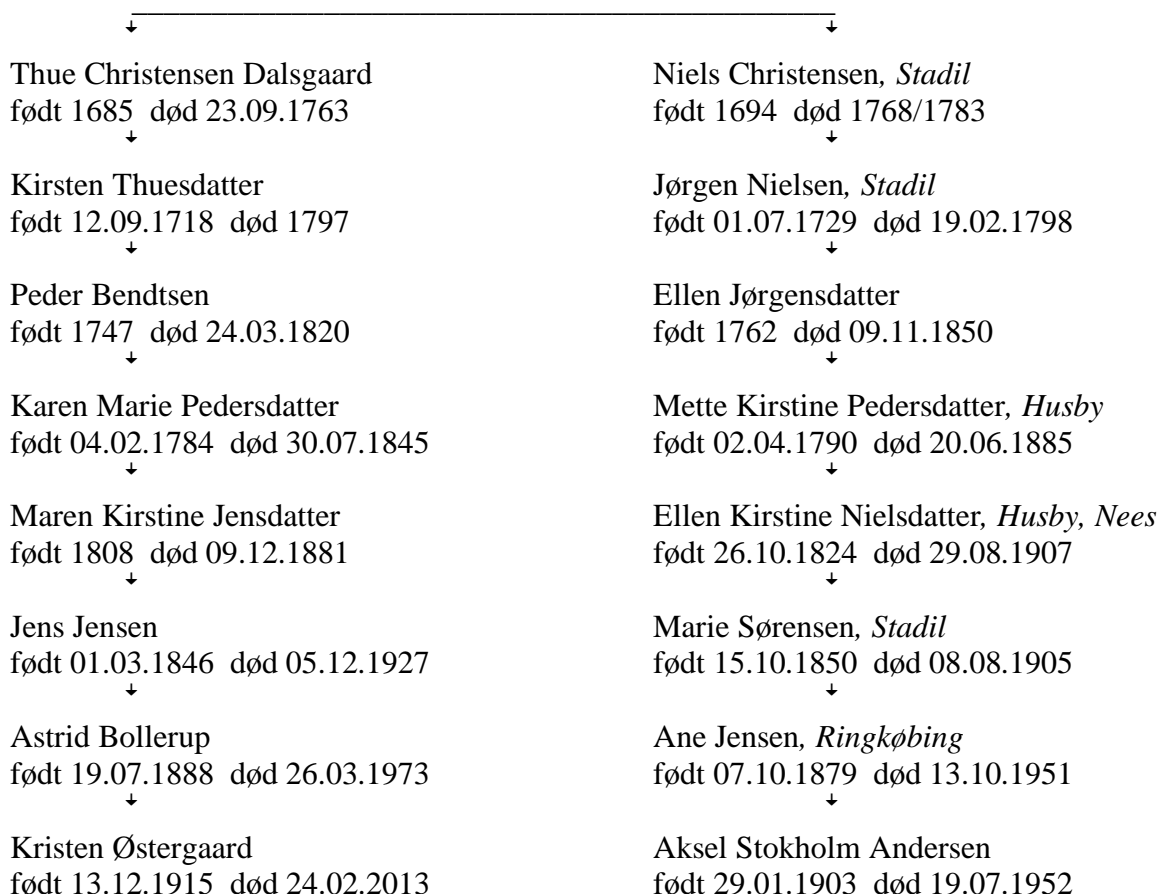 Thue Christensen Dalsgaard
født 1685 død 23.09.1763
Kirsten Thuesdatter
født 12.09.1718 død 1797
Peder Bendtsen
født 1747 død 24.03.1820
Karen Marie Pedersdatter
født 04.02.1784 død 30.07.1845
Maren Kirstine Jensdatter
født 1808 død 09.12.1881
Jens Jensen
født 01.03.1846 død 05.12.1927
Astrid Bollerup
født 19.07.1888 død 26.03.1973
Kristen Østergaard
født 13.12.1915 død 24.02.2013
Niels Christensen, Stadil
født 1694 død 1768/1783
Jørgen Nielsen, Stadil
født 01.07.1729 død 19.02.1798
Ellen Jørgensdatter
født 1762 død 09.11.1850
Mette Kirstine Pedersdatter, Husby
født 02.04.1790 død 20.06.1885
Ellen Kirstine Nielsdatter, Husby, Nees
født 26.10.1824 død 29.08.1907
Marie Sørensen, Stadil
født 15.10.1850 død 08.08.1905
Ane Jensen, Ringkøbing
født 07.10.1879 død 13.10.1951
Aksel Stokholm Andersen
født 29.01.1903 død 19.07.1952